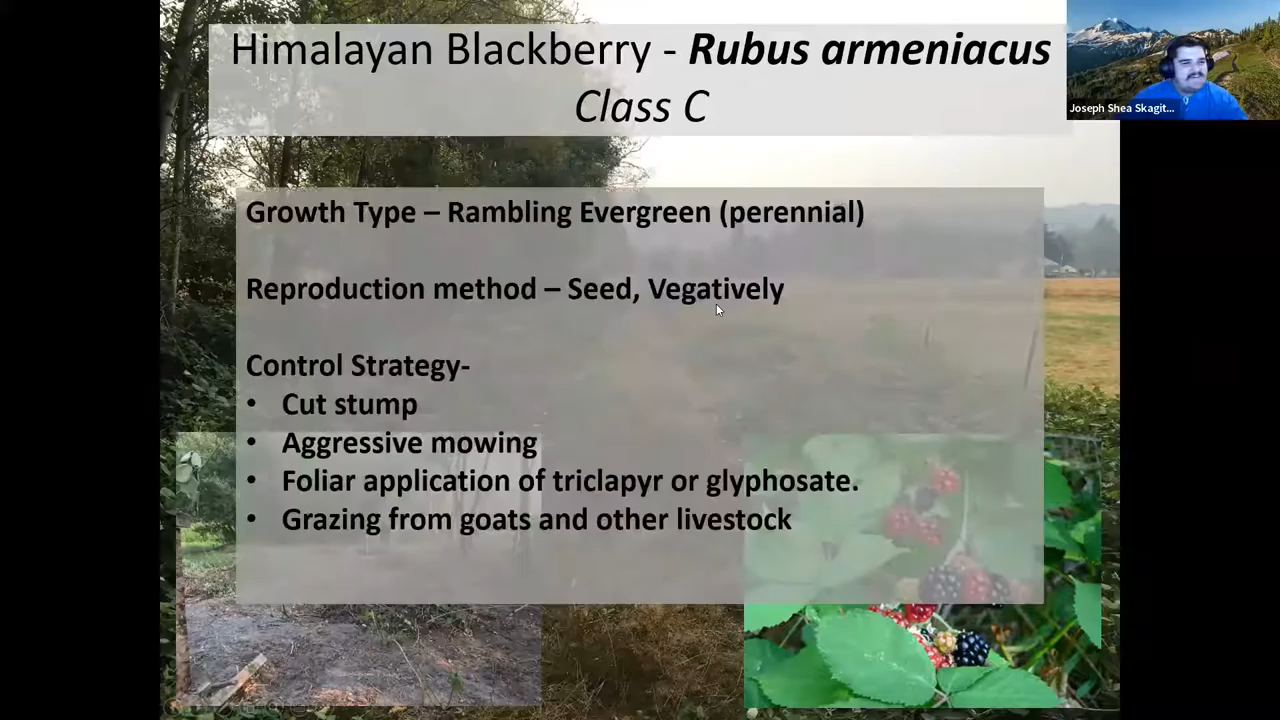 Himalayan Blackberry - Rubus armeniacus
Class C
Joseph Shea Skagit...
Growth Type – Rambling Evergreen (perennial)
Reproduction method – Seed, Vegatively
Control Strategy-
• Cut stump
• Aggressive mowing
• Foliar application of triclapyr or glyphosate.
• Grazing from goats and other livestock